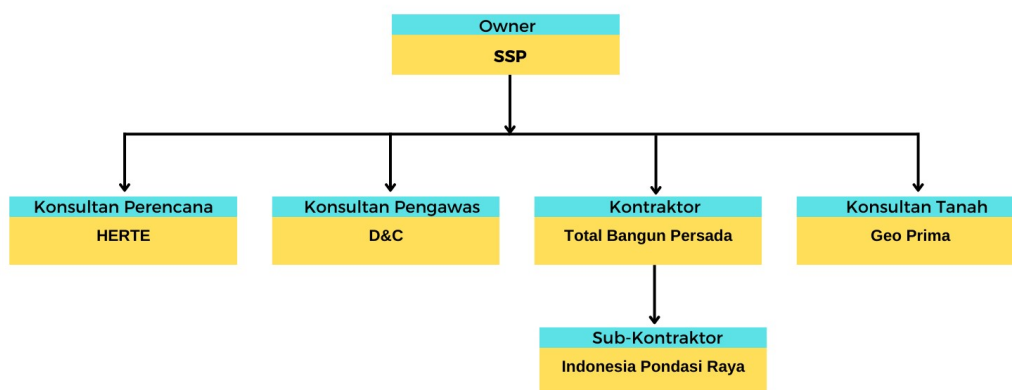 Owner
SSP
Konsultan Perencana
HERTE
Konsultan Pengawas
D&C
Kontraktor
Total Bangun Persada
Konsultan Tanah
Geo Prima
Sub-Kontraktor
Indonesia Pondasi Raya